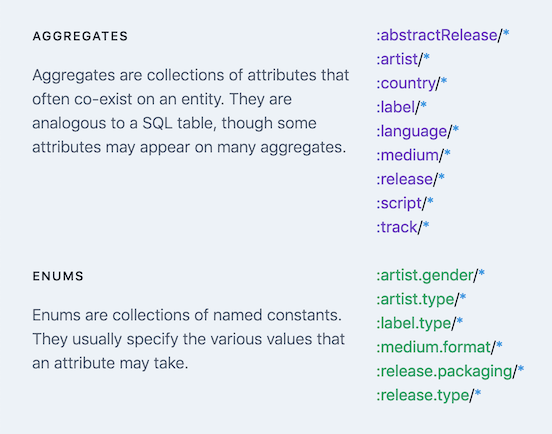 AGGREGATES
Aggregates are collections of attributes that
often co-exist on an entity. They are
analogous to a SQL table, though some
attributes may appear on many aggregates.
:abstractRelease/*
:artist/*
:country/*
:label/*
:language/*
:medium/*
:release/*
:script/*
:track/*
ENUMS
Enums are collections of named constants.
They usually specify the various values that
an attribute may take.
:artist.gender/*
:artist.type/*
:label.type/*
:medium.format/*
:release.packaging/*
:release.type/*